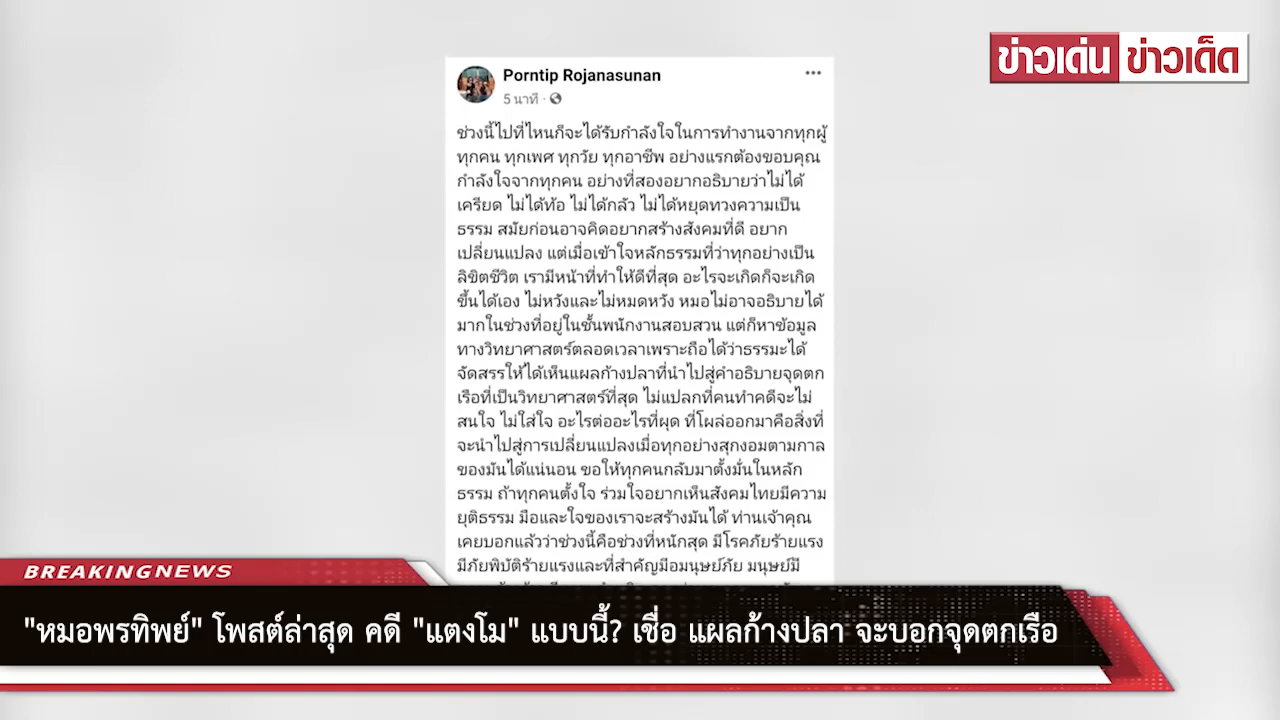 ข่าวเด่น ข่าวเด็ด
Porntip Rojanasunan
5 นาที ·
ช่วงนี้ไปที่ไหนก็จะได้รับกำลังใจในการทำงานจากทุกผู้
ทุกคน ทุกเพศ ทุกวัย ทุกอาชีพ อย่างแรกต้องขอบคุณ
กำลังใจจากทุกคน อย่างที่สองอยากอธิบายว่าไม่ได้
เครียด ไม่ได้ท้อ ไม่ได้กลัว ไม่ได้หยุดทวงความเป็น
ธรรม สมัยก่อนอาจคิดอยากสร้างสังคมที่ดี อยาก
เปลี่ยนแปลง แต่เมื่อเข้าใจหลักธรรมที่ว่าทุกอย่างเป็น
ลิขิตชีวิต เรามีหน้าที่ทำให้ดีที่สุด อะไรจะเกิดก็จะเกิด
ขึ้นได้เอง ไม่หวังและไม่หมดหวัง หมอไม่อาจอธิบายได้
มากในช่วงที่อยู่ในชั้นพนักงานสอบสวน แต่ก็หาข้อมูล
ทางวิทยาศาสตร์ตลอดเวลาเพราะถือได้ว่าธรรมะได้
จัดสรรให้ได้เห็นแผลก้างปลาที่นำไปสู่คำอธิบายจุดตก
เรือที่เป็นวิทยาศาสตร์ที่สุด ไม่แปลกที่คนทำคดีจะไม่
สนใจ ไม่ใส่ใจ อะไรต่ออะไรที่ผุด ที่โผล่ออกมาคือสิ่งที่
จะนำไปสู่การเปลี่ยนแปลงเมื่อทุกอย่างสุกงอมตามกาล
ของมันได้แน่นอน ขอให้ทุกคนกลับมาตั้งมั่นในหลัก
ธรรม ถ้าทุกคนตั้งใจ ร่วมใจอยากเห็นสังคมไทยมีความ
ยุติธรรม มือและใจของเราจะสร้างมันได้ ท่านเจ้าคุณ
เคยบอกแล้วว่าช่วงนี้คือช่วงที่หนักสุด มีโรคภัยร้ายแรง
มีภัยพิบัติร้ายแรงและที่สำคัญมีอมนุษย์ภัย มนุษย์มี
BREAKING NEWS
"หมอพรทิพย์" โพสต์ล่าสุด คดี "แตงโม" แบบนี้? เชื่อ แผลก้างปลา จะบอกจุดตกเรือ